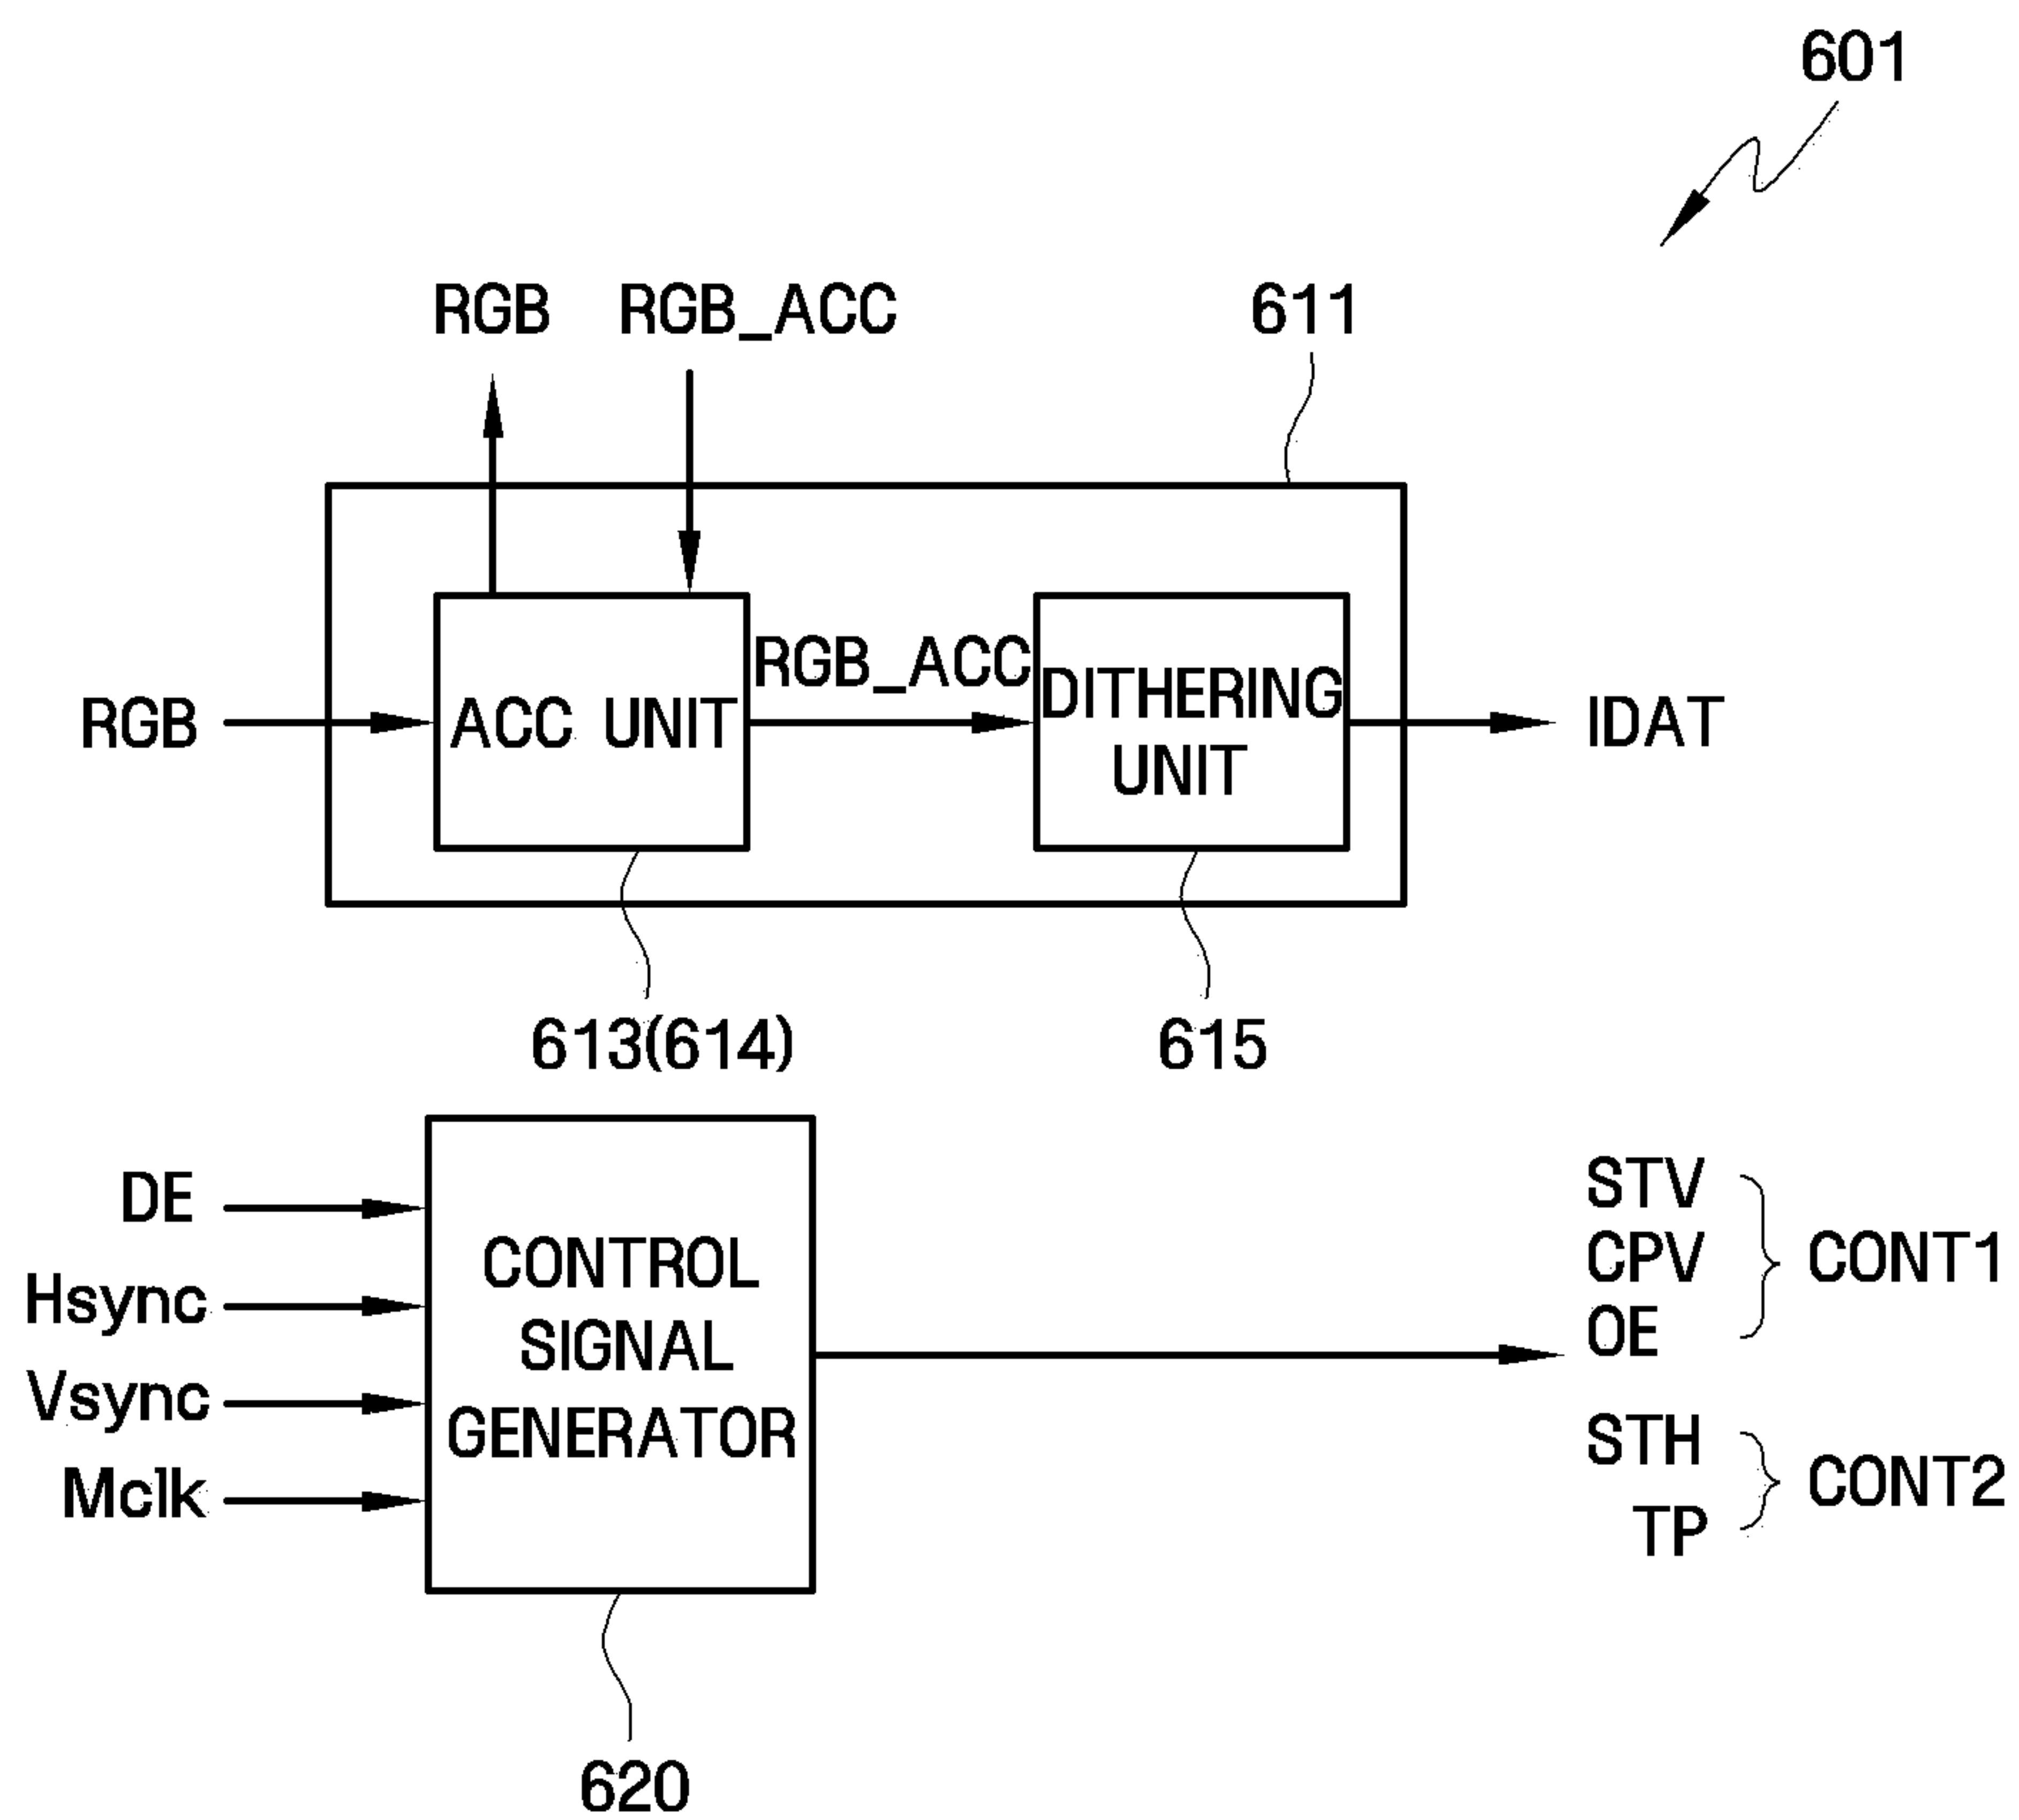 601
RGB RGB_ACC 611
RGB_ACC
RGB ACC UNIT DITHERING UNIT IDAT
613(614) 615
DE
Hsync
Vsync
Mclk
CONTROL
SIGNAL
GENERATOR
STV
CPV
OE
CONT1
STH
TP
CONT2
620